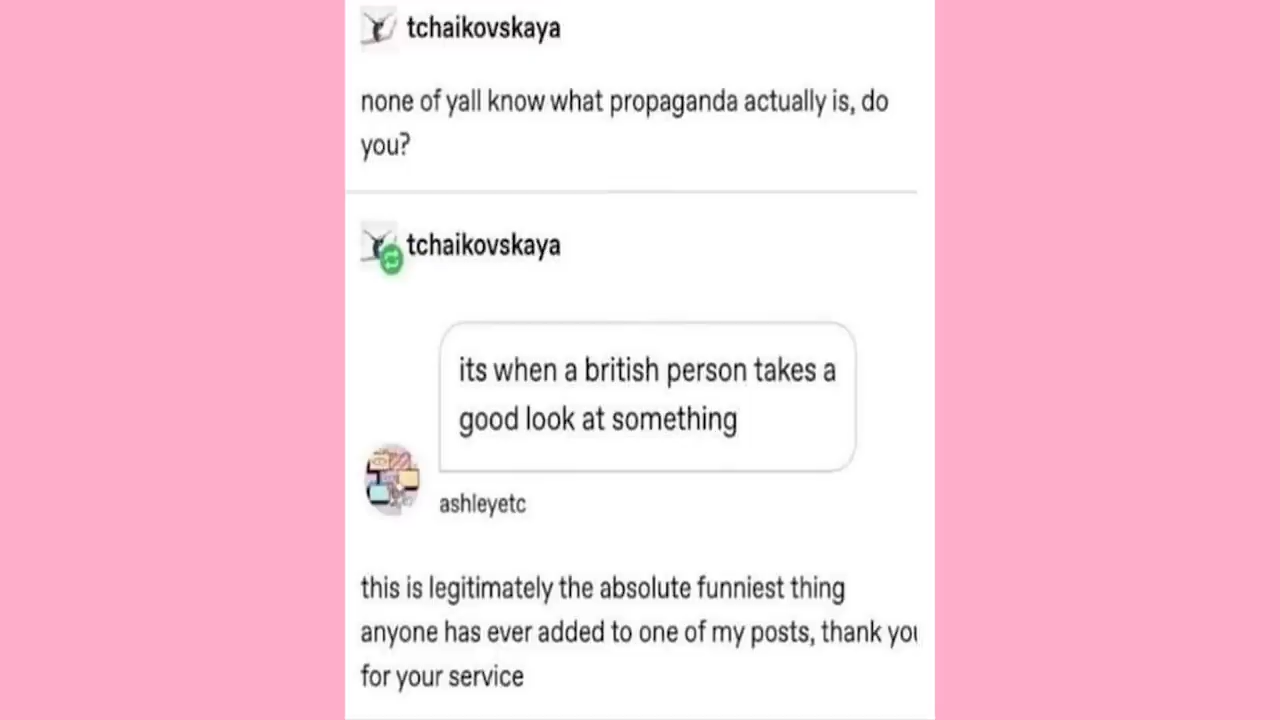 tchaikovskaya
none of yall know what propaganda actually is, do
you?
tchaikovskaya
its when a british person takes a
good look at something
ashleyetc
this is legitimately the absolute funniest thing
anyone has ever added to one of my posts, thank you
for your service